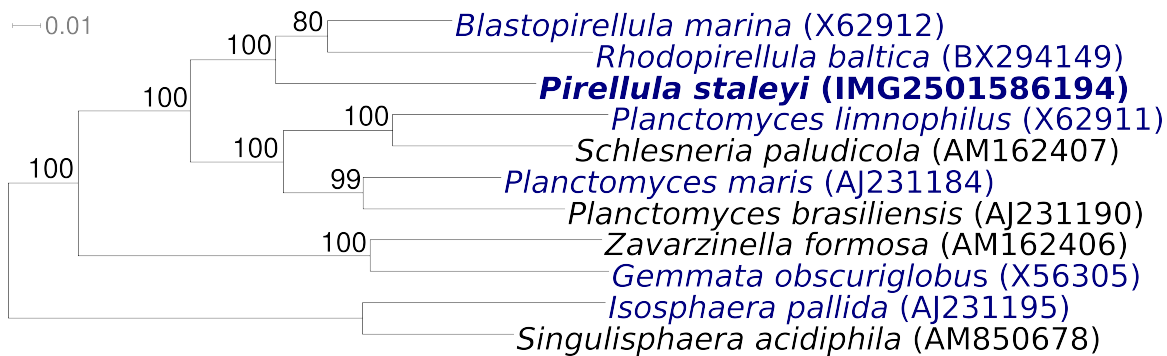 0.01
80
Blastopirellula marina (X62912)
100
Rhodopirellula baltica (BX294149)
Pirellula staleyi (IMG2501586194)
100
100
Planctomyces limnophilus (X62911)
100
Schlesneria paludicola (AM162407)
100
99
Planctomyces maris (AJ231184)
Planctomyces brasiliensis (AJ231190)
100
Zavarzinella formosa (AM162406)
Gemmata obscuriglobus (X56305)
Isosphaera pallida (AJ231195)
Singulisphaera acidiphila (AM850678)